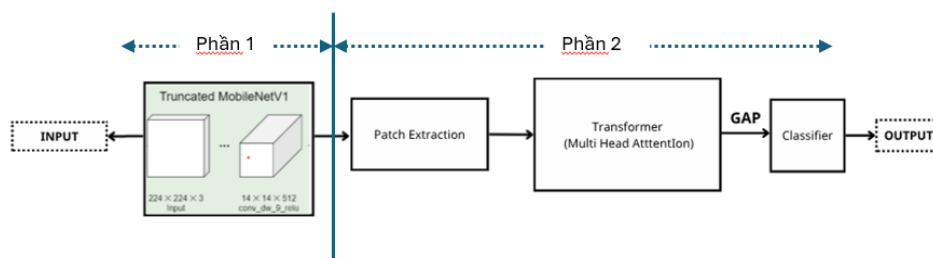 Phần 1
Phần 2
Truncated MobileNetV1
INPUT
...
224 × 224 × 3
Input
14 × 14 × 512
conv_dw_9_relu
Patch Extraction
Transformer
(Multi Head AtttentIon)
GAP
Classifier
OUTPUT